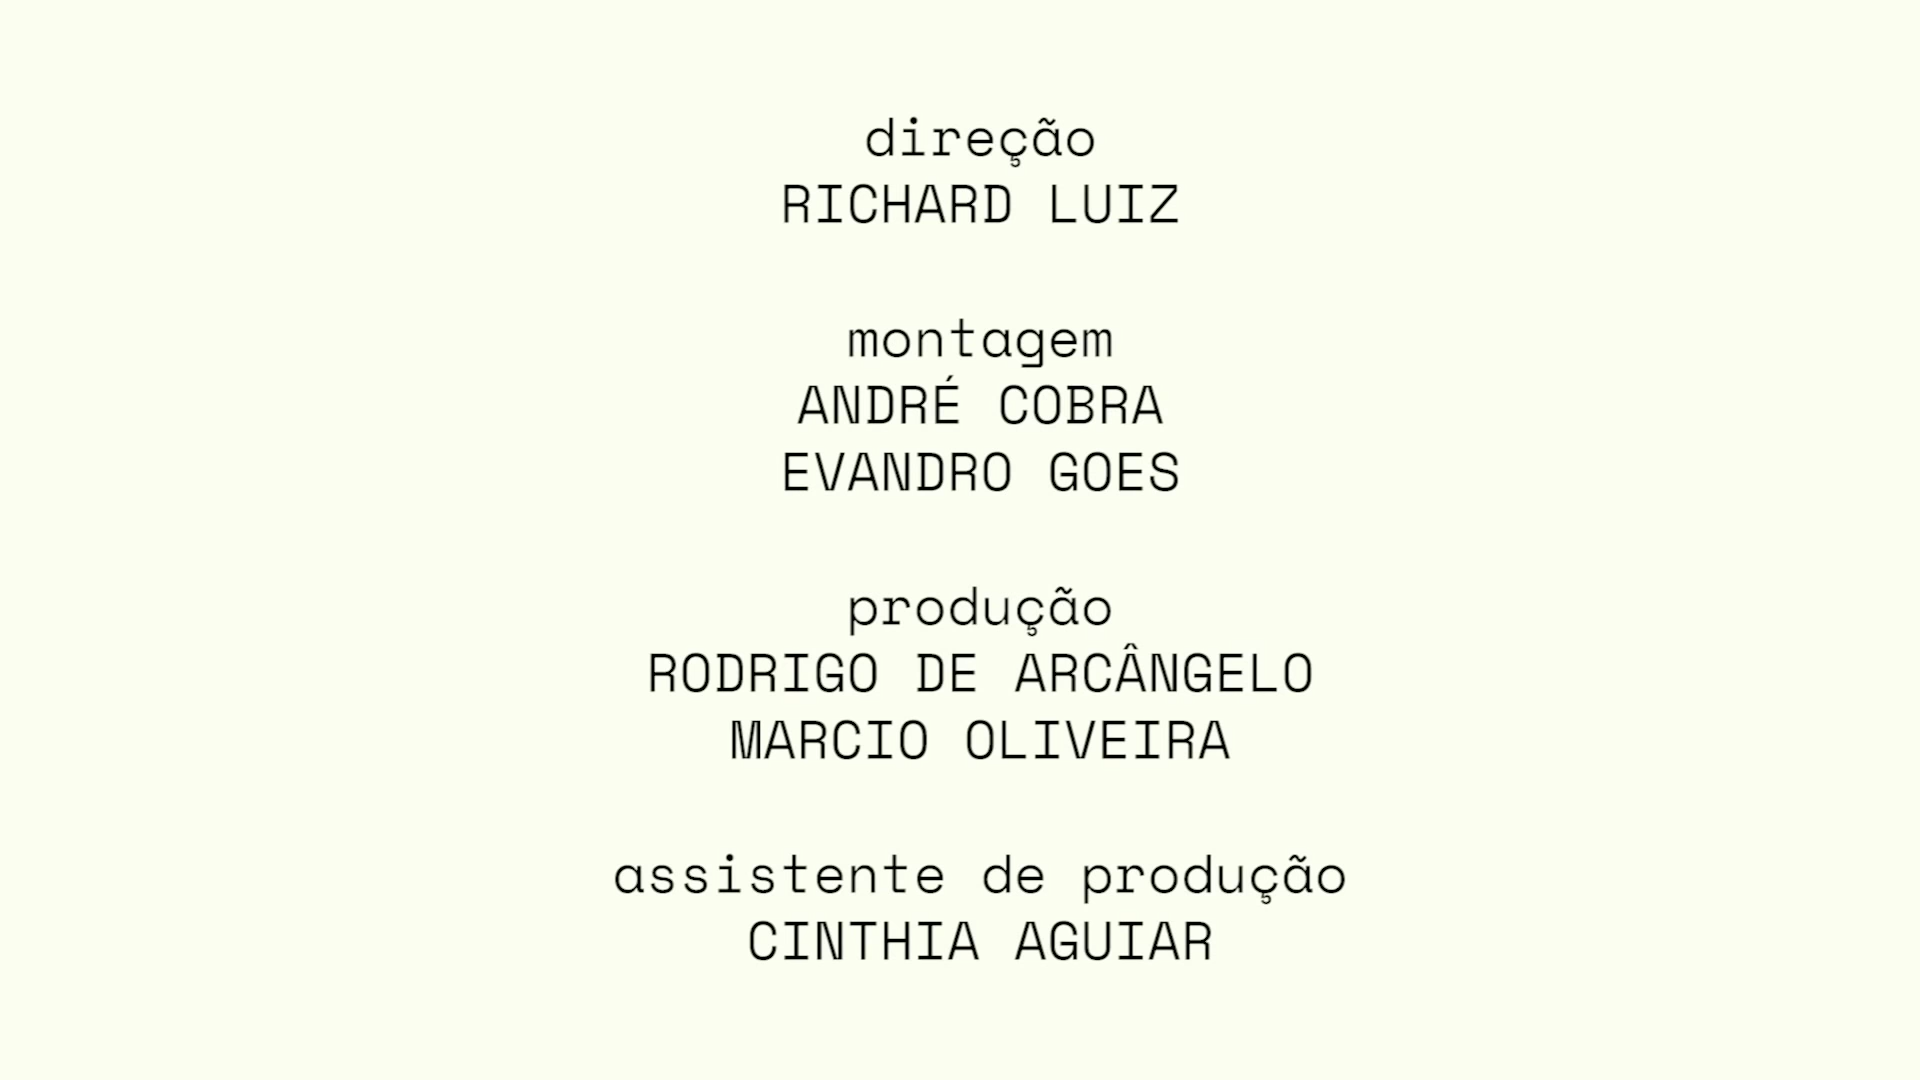 direção
RICHARD LUIZ
montagem
ANDRÉ COBRA
EVANDRO GOES
produção
RODRIGO DE ARCÂNGELO
MARCIO OLIVEIRA
assistente de produção
CINTHIA AGUIAR